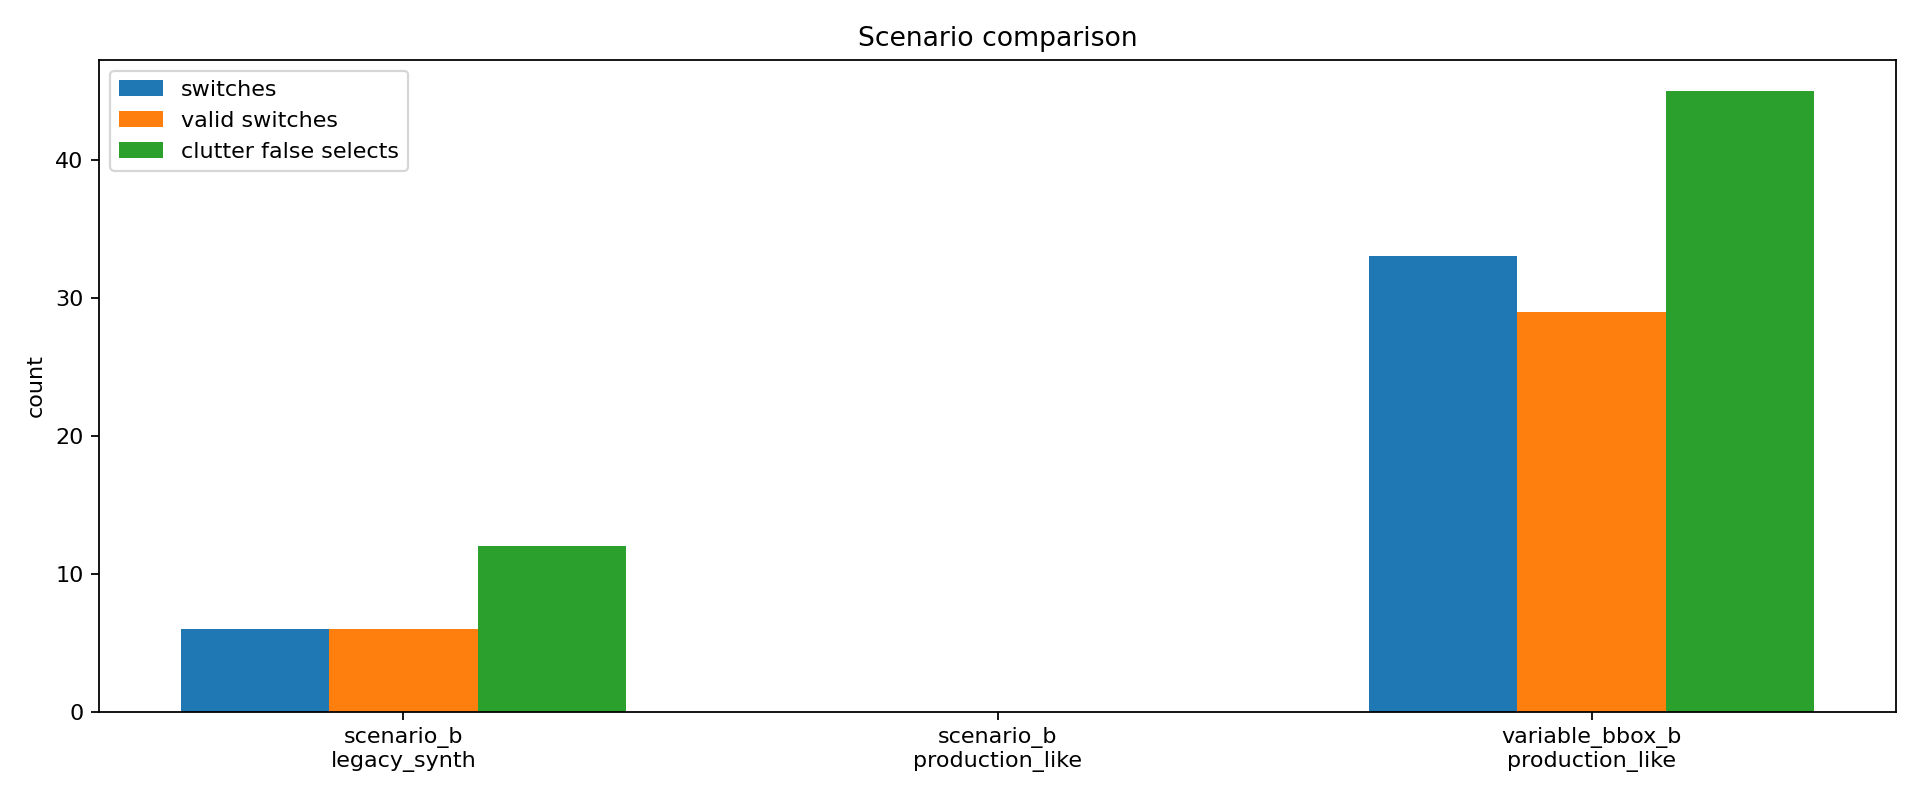 Scenario comparison
switches
valid switches
clutter false selects
count
40
30
20
10
0
scenario_b
legacy_synth
scenario_b
production_like
variable_bbox_b
production_like